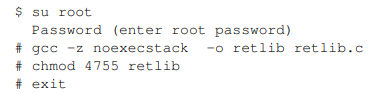 $ su root
Password (enter root password)
# gcc -z noexecstack -o retlib retlib.c
# chmod 4755 retlib
# exit